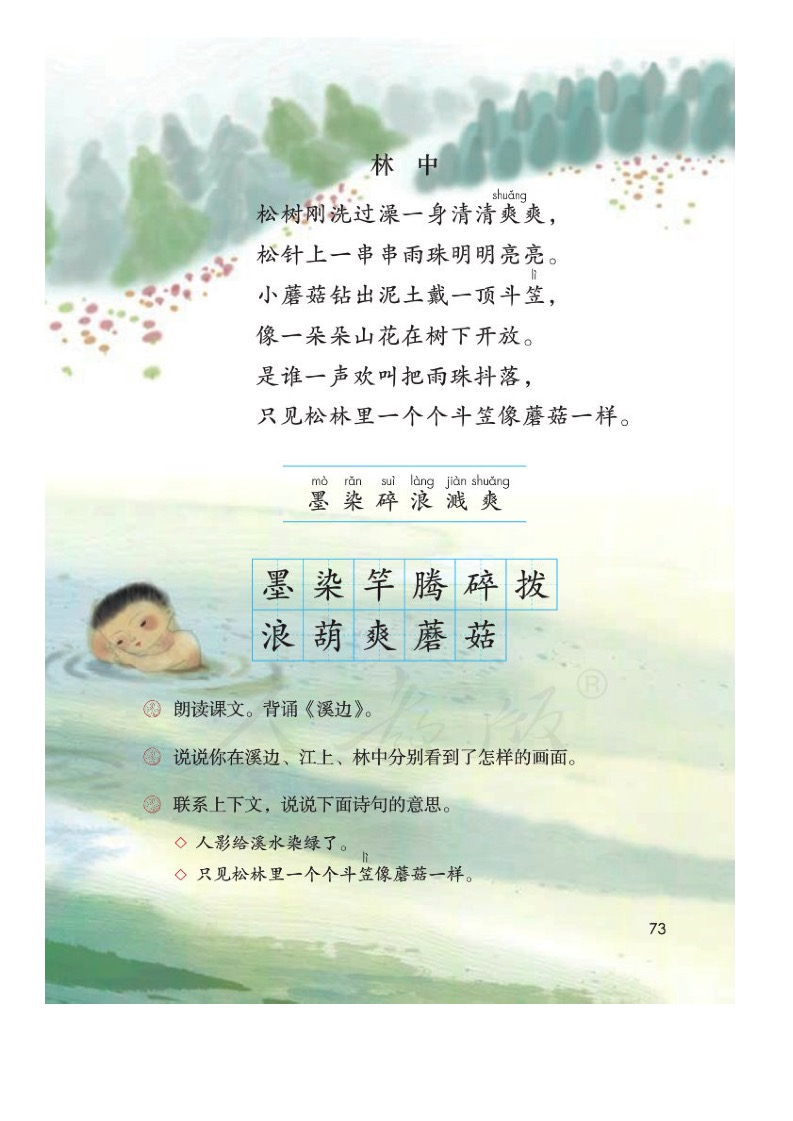 林 中
shuǎng
松树刚洗过澡一身清清爽爽，
松针上一串串雨珠明明亮亮。
lì
小蘑菇钻出泥土戴一顶斗笠，
像一朵朵山花在树下开放。
是谁一声欢叫把雨珠抖落，
只见松林里一个个斗笠像蘑菇一样。
mò rǎn suì làng jiàn shuǎng
墨 染 碎 浪 溅 爽
墨 染 竿 腾 碎 拨
浪 葫 爽 蘑 菇
朗读课文。背诵《溪边》。
说说你在溪边、江上、林中分别看到了怎样的画面。
联系上下文，说说下面诗句的意思。
◇ 人影给溪水染绿了。
lì
◇ 只见松林里一个个斗笠像蘑菇一样。
73